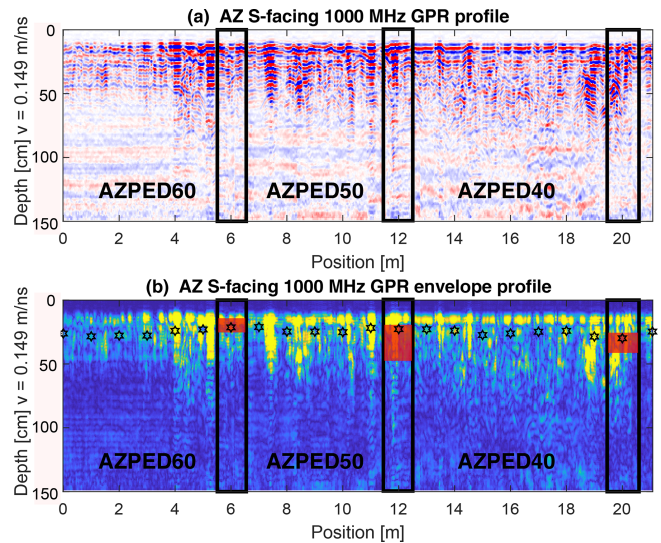 (a) AZ S-facing 1000 MHz GPR profile
Depth [cm] v = 0.149 m/ns
0
50
100
150
AZPED60 AZPED50 AZPED40
0 2 4 6 8 10 12 14 16 18 20
Position [m]
(b) AZ S-facing 1000 MHz GPR envelope profile
Depth [cm] v = 0.149 m/ns
0
50
100
150
AZPED60 AZPED50 AZPED40
0 2 4 6 8 10 12 14 16 18 20
Position [m]